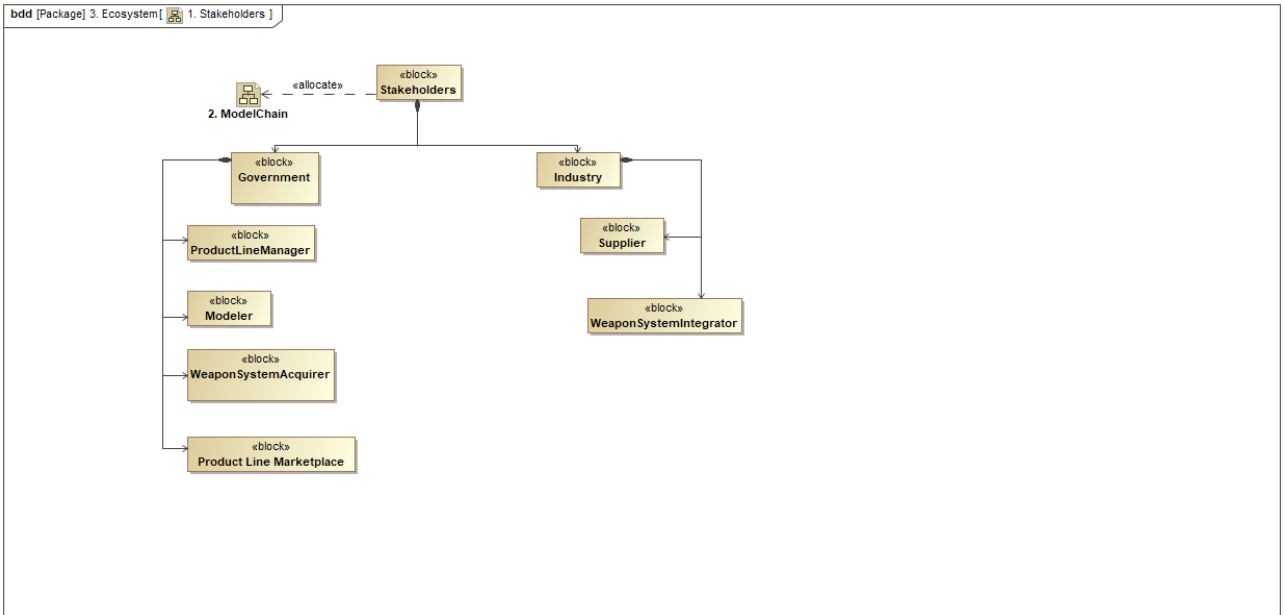 bdd [Package] 3. Ecosystem[ 1. Stakeholders ]
«block»
Stakeholders
«allocate»
2. ModelChain
«block»
Government
«block»
Industry
«block»
ProductLineManager
«block»
Supplier
«block»
Modeler
«block»
WeaponSystemIntegrator
«block»
WeaponSystemAcquirer
«block»
Product Line Marketplace